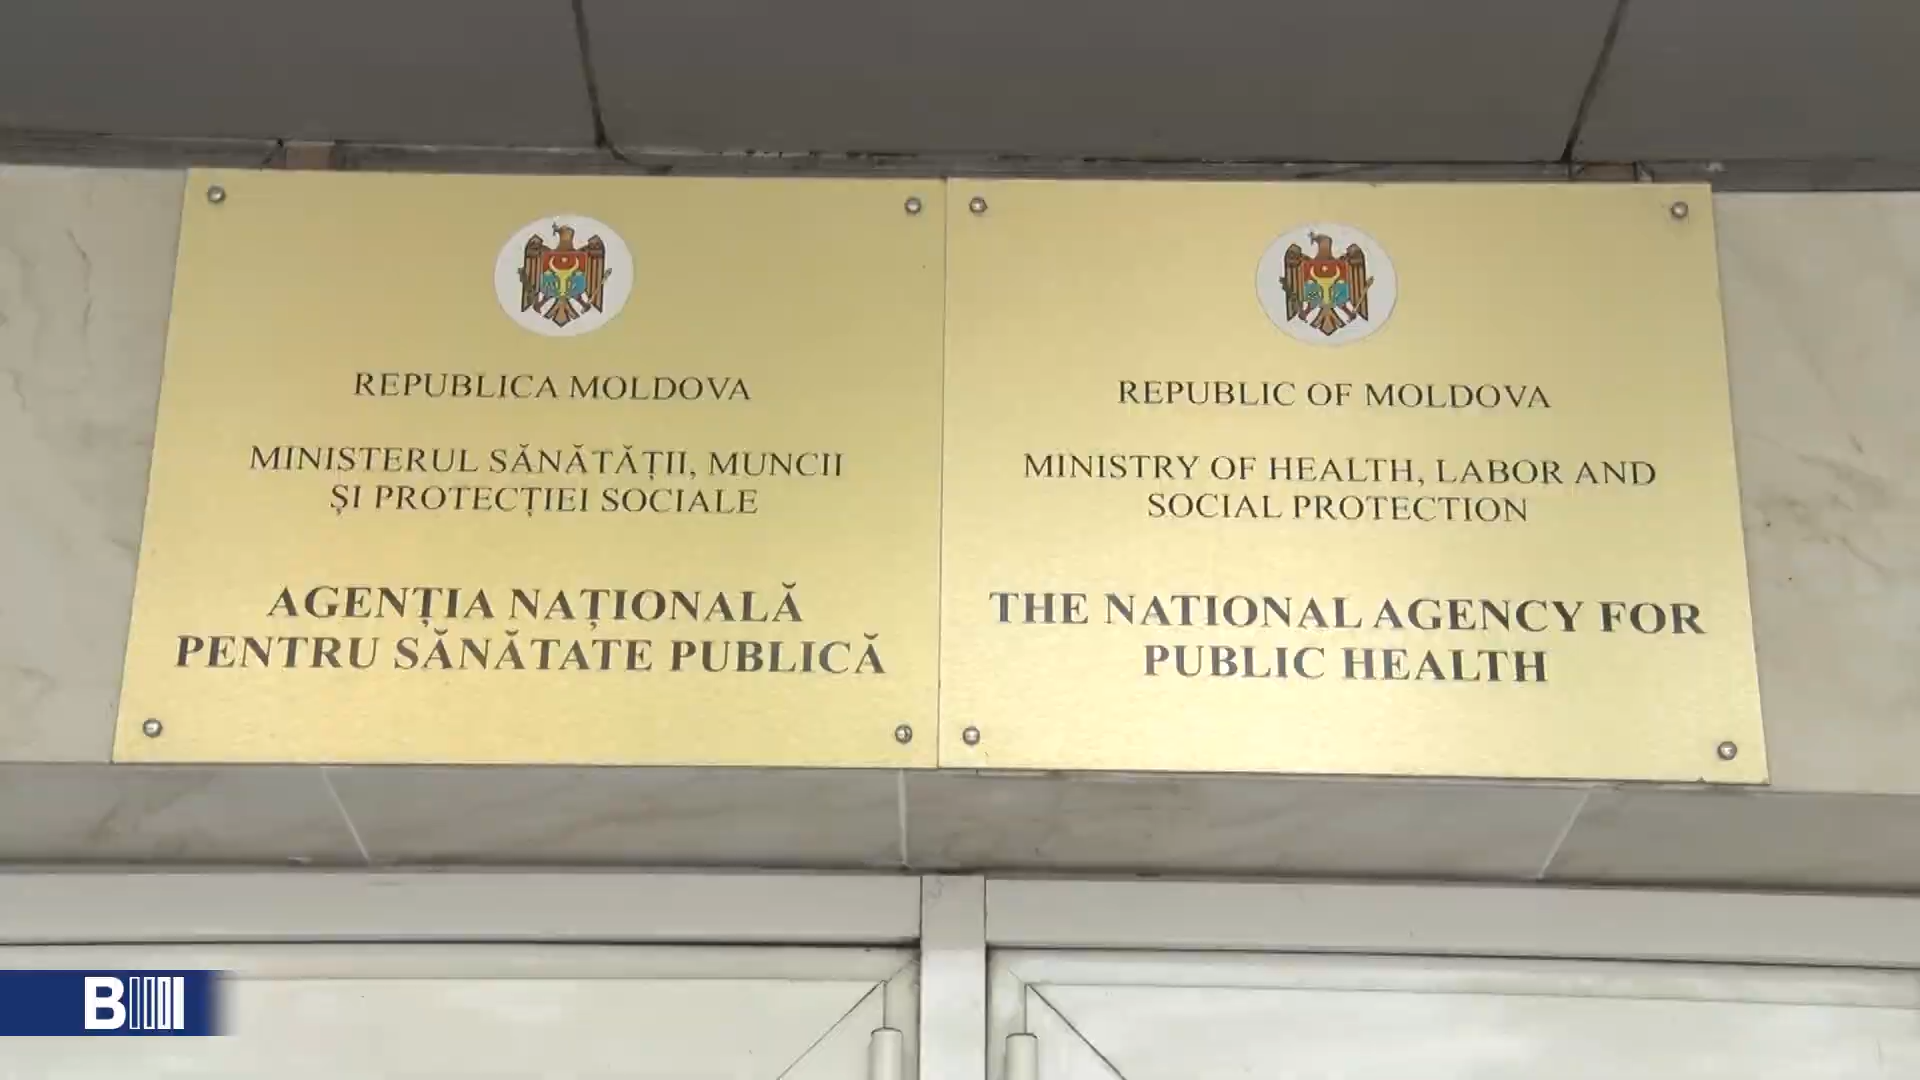 REPUBLICA MOLDOVA
MINISTERUL SĂNĂTĂȚII, MUNCII
ȘI PROTECȚIEI SOCIALE
AGENȚIA NAȚIONALĂ
PENTRU SĂNĂTATE PUBLICĂ
REPUBLIC OF MOLDOVA
MINISTRY OF HEALTH, LABOR AND
SOCIAL PROTECTION
THE NATIONAL AGENCY FOR
PUBLIC HEALTH
B